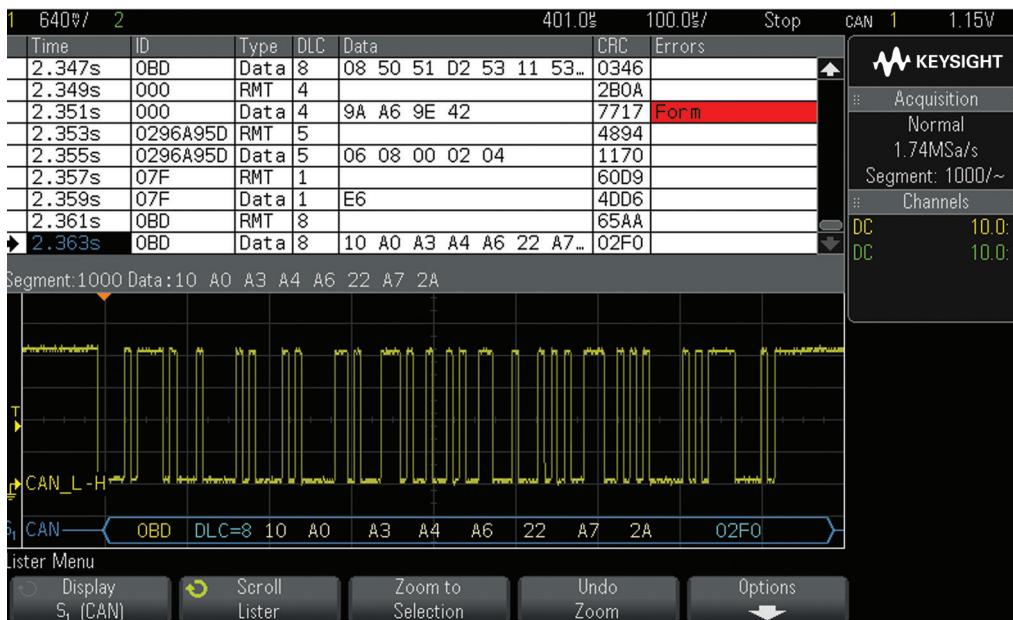 1 640mV/ 2 401.0us 100.0us/ Stop CAN 1 1.15V
Time ID Type DLC Data CRC Errors
2.347s 0BD Data 8 08 50 51 D2 53 11 53… 0346
2.349s 000 RMT 4 2B0A
2.351s 000 Data 4 9A A6 9E 42 7717 Form
2.353s 0296A95D RMT 5 4894
2.355s 0296A95D Data 5 06 08 00 02 04 1170
2.357s 07F RMT 1 60D9
2.359s 07F Data 1 E6 4DD6
2.361s 0BD RMT 8 65AA
2.363s 0BD Data 8 10 A0 A3 A4 A6 22 A7… 02F0
Segment:1000 Data:10 A0 A3 A4 A6 22 A7 2A
KEYSIGHT
Acquisition
Normal
1.74MSa/s
Segment: 1000/~
Channels
DC 10.0:
DC 10.0:
T
CAN_L-H
S1 CAN 0BD DLC=8 10 A0 A3 A4 A6 22 A7 2A 02F0
Lister Menu
Display
S1 (CAN)
Scroll
Lister
Zoom to
Selection
Undo
Zoom
Options